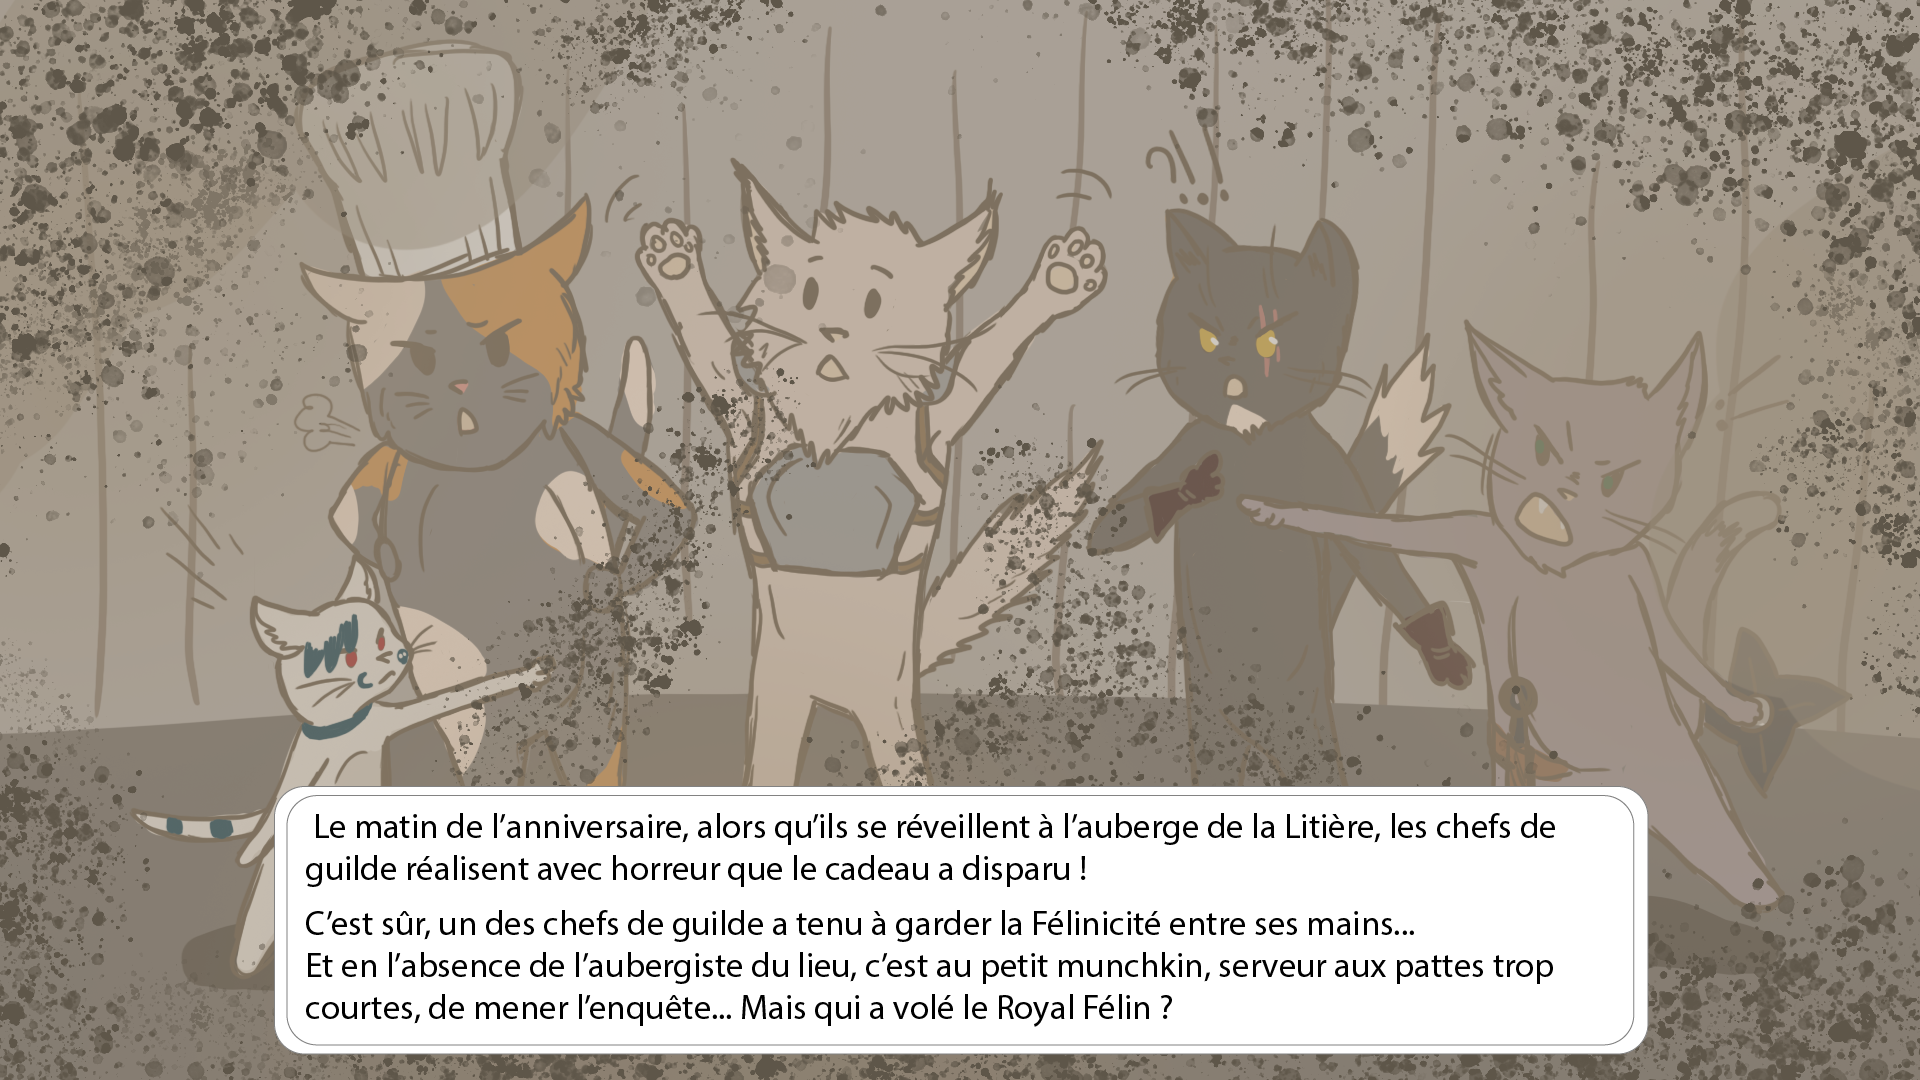 Le matin de l’anniversaire, alors qu’ils se réveillent à l’auberge de la Litière, les chefs de
guilde réalisent avec horreur que le cadeau a disparu !
C’est sûr, un des chefs de guilde a tenu à garder la Félinicité entre ses mains...
Et en l’absence de l’aubergiste du lieu, c’est au petit munchkin, serveur aux pattes trop
courtes, de mener l’enquête... Mais qui a volé le Royal Félin ?